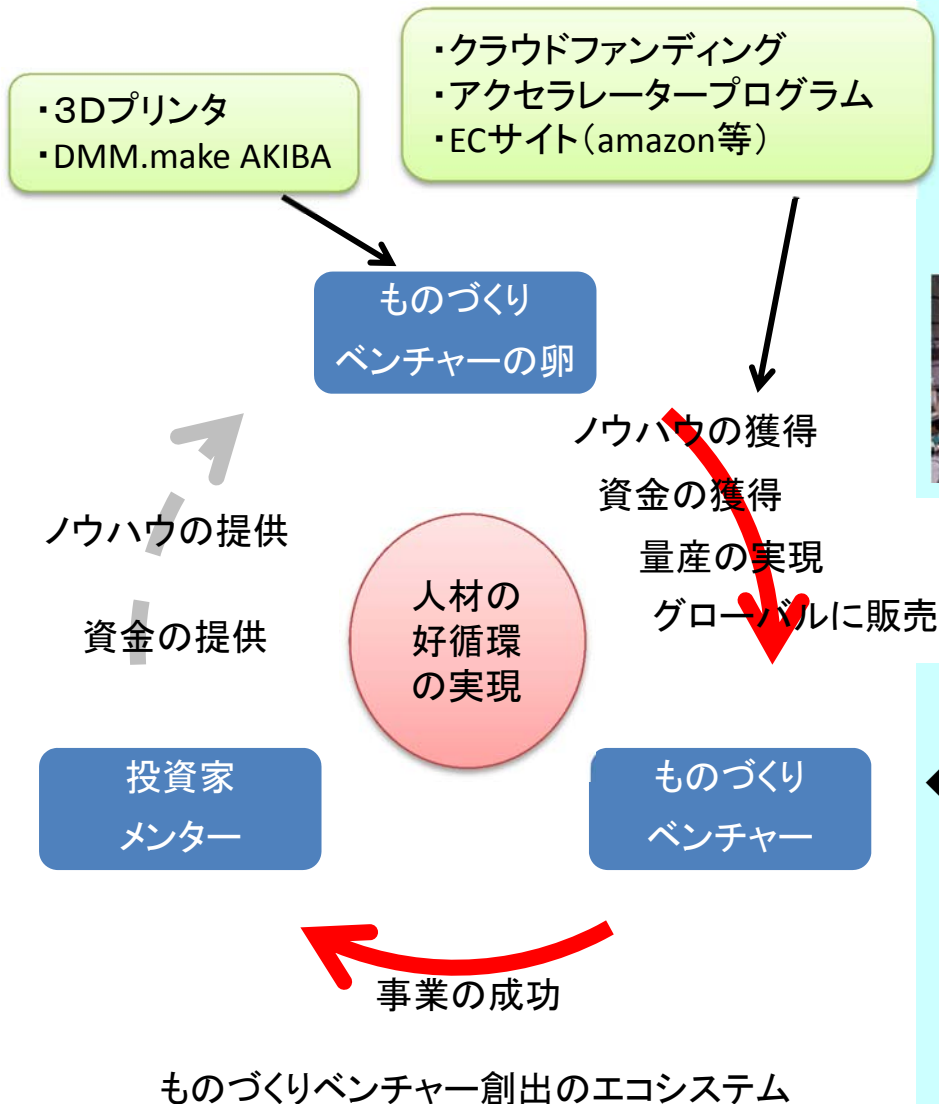 ・3Dプリンタ
・DMM.make AKIBA
・クラウドファンディング
・アクセラレータープログラム
・ECサイト（amazon等）
ものづくり
ベンチャーの卵
ノウハウの獲得
資金の獲得
量産の実現
グローバルに販売
ノウハウの提供
資金の提供
人材の
好循環
の実現
投資家
メンター
ものづくり
ベンチャー
事業の成功
ものづくりベンチャー創出のエコシステム